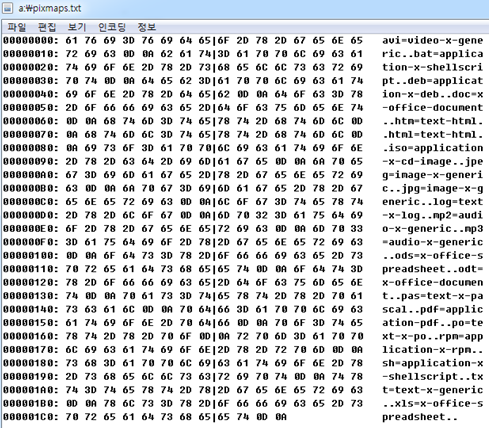 a:₩pixmaps.txt
파일 편집 보기 인코딩 정보
00000000: 61 76 69 3D 76 69 64 65|6F 2D 78 2D 67 65 6E 65 avi=video-x-gene
00000010: 72 69 63 0D 0A 62 61 74|3D 61 70 70 6C 69 63 61 ric..bat=applica
00000020: 74 69 6F 6E 2D 78 2D 73|68 65 6C 6C 73 63 72 69 tion-x-shellscri
00000030: 70 74 0D 0A 64 65 62 3D|61 70 70 6C 69 63 61 74 pt..deb=applicat
00000040: 69 6F 6E 2D 78 2D 64 65|62 0D 0A 64 6F 63 3D 78 ion-x-deb..doc=x
00000050: 2D 6F 66 66 69 63 65 2D|64 6F 63 75 6D 65 6E 74 -office-document
00000060: 0D 0A 68 74 6D 3D 74 65|78 74 2D 68 74 6D 6C 0D ..htm=text-html.
00000070: 0A 68 74 6D 6C 3D 74 65|78 74 2D 68 74 6D 6C 0D .html=text-html.
00000080: 0A 69 73 6F 3D 61 70 70|6C 69 63 61 74 69 6F 6E .iso=application
00000090: 2D 78 2D 63 64 2D 69 6D|61 67 65 0D 0A 6A 70 65 -x-cd-image..jpe
000000A0: 67 3D 69 6D 61 67 65 2D|78 2D 67 65 6E 65 72 69 g=image-x-generi
000000B0: 63 0D 0A 6A 70 67 3D 69|6D 61 67 65 2D 78 2D 67 c..jpg=image-x-g
000000C0: 65 6E 65 72 69 63 0D 0A|6C 6F 67 3D 74 65 78 74 eneric..log=text
000000D0: 2D 78 2D 6C 6F 67 0D 0A|6D 70 32 3D 61 75 64 69 -x-log..mp2=audi
000000E0: 6F 2D 78 2D 67 65 6E 65|72 69 63 0D 0A 6D 70 33 o-x-generic..mp3
000000F0: 3D 61 75 64 69 6F 2D 78|2D 67 65 6E 65 72 69 63 =audio-x-generic
00000100: 0D 0A 6F 64 73 3D 78 2D|6F 66 66 69 63 65 2D 73 ..ods=x-office-s
00000110: 70 72 65 61 64 73 68 65|65 74 0D 0A 6F 64 74 3D preadsheet..odt=
00000120: 78 2D 6F 66 66 69 63 65|2D 64 6F 63 75 6D 65 6E x-office-documen
00000130: 74 0D 0A 70 61 73 3D 74|65 78 74 2D 78 2D 70 61 t..pas=text-x-pa
00000140: 73 63 61 6C 0D 0A 70 64|66 3D 61 70 70 6C 69 63 scal..pdf=applic
00000150: 61 74 69 6F 6E 2D 70 64|66 0D 0A 70 6F 3D 74 65 ation-pdf..po=te
00000160: 78 74 2D 78 2D 70 6F 0D|0A 72 70 6D 3D 61 70 70 xt-x-po..rpm=app
00000170: 6C 69 63 61 74 69 6F 6E|2D 78 2D 72 70 6D 0D 0A lication-x-rpm..
00000180: 73 68 3D 61 70 70 6C 69|63 61 74 69 6F 6E 2D 78 sh=application-x
00000190: 2D 73 68 65 6C 6C 73 63|72 69 70 74 0D 0A 74 78 -shellscript..tx
000001A0: 74 3D 74 65 78 74 2D 78|2D 67 65 6E 65 72 69 63 t=text-x-generic
000001B0: 0D 0A 78 6C 73 3D 78 2D|6F 66 66 69 63 65 2D 73 ..xls=x-office-s
000001C0: 70 72 65 61 64 73 68 65|65 74 0D 0A preadsheet..